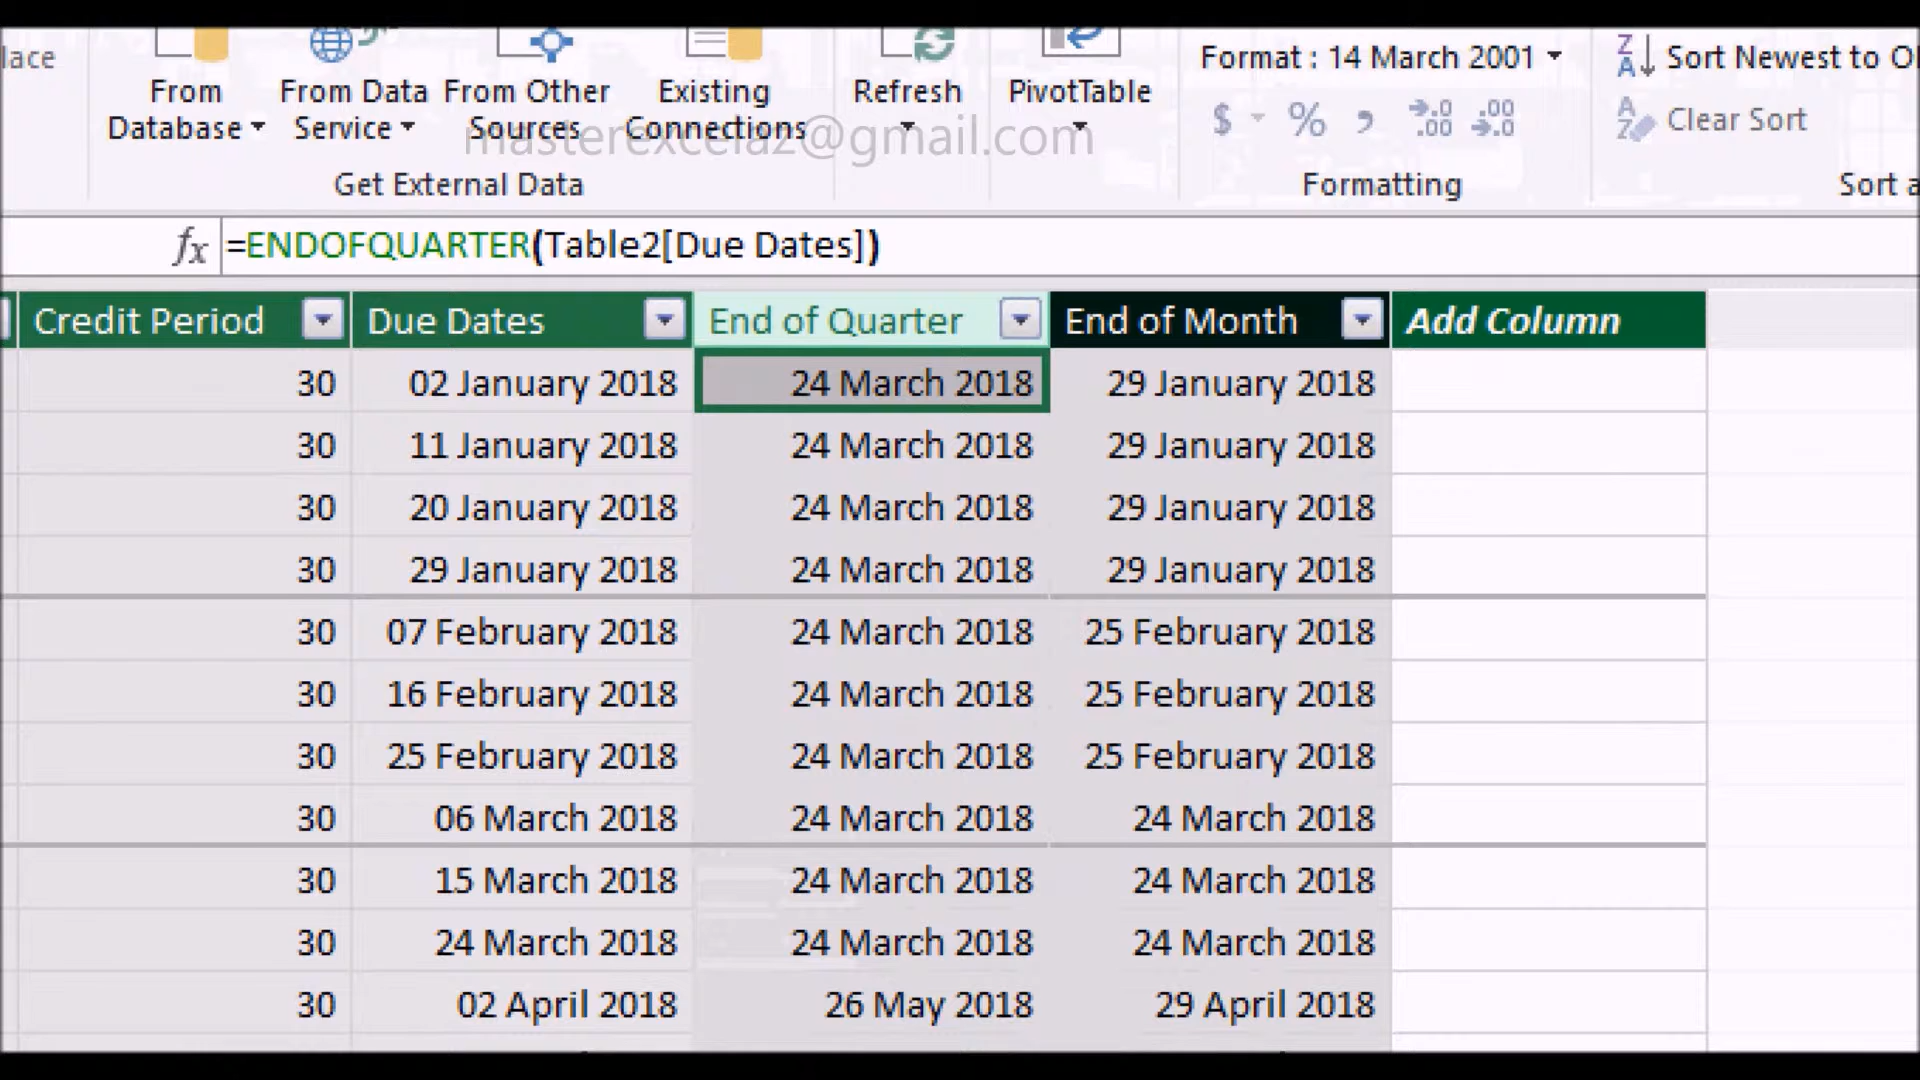 lace
From Database
From Data Service
From Other Sources
Existing Connections
Refresh
PivotTable
Format : 14 March 2001
$ % , .00 .00
.0
Sort Newest to Ol
Clear Sort
masterexcelaz@gmail.com
Get External Data
Formatting
Sort a
fx =ENDOFQUARTER(Table2[Due Dates])
Credit Period Due Dates End of Quarter End of Month Add Column
30 02 January 2018 24 March 2018 29 January 2018
30 11 January 2018 24 March 2018 29 January 2018
30 20 January 2018 24 March 2018 29 January 2018
30 29 January 2018 24 March 2018 29 January 2018
30 07 February 2018 24 March 2018 25 February 2018
30 16 February 2018 24 March 2018 25 February 2018
30 25 February 2018 24 March 2018 25 February 2018
30 06 March 2018 24 March 2018 24 March 2018
30 15 March 2018 24 March 2018 24 March 2018
30 24 March 2018 24 March 2018 24 March 2018
30 02 April 2018 26 May 2018 29 April 2018